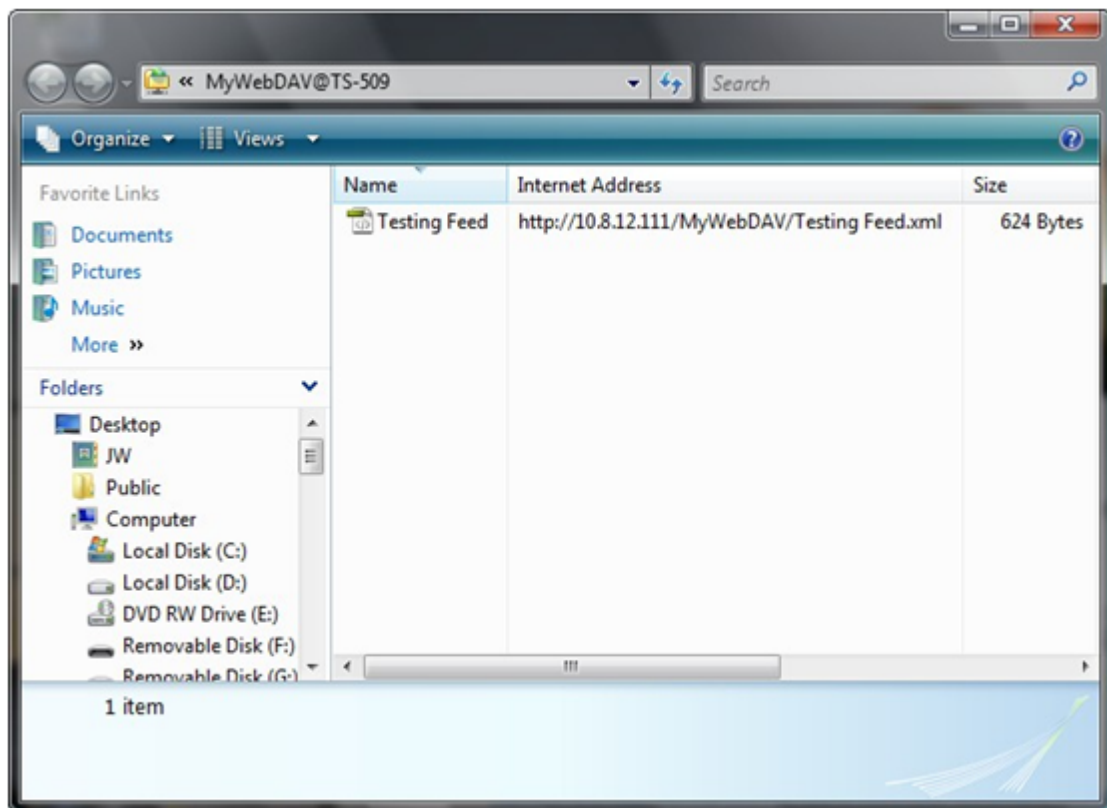 « MyWebDAV@TS-509
Search
Organize Views
Favorite Links
Documents
Pictures
Music
More »
Folders
Desktop
JW
Public
Computer
Local Disk (C:)
Local Disk (D:)
DVD RW Drive (E:)
Removable Disk (F:)
Removable Disk (G:)
Name Internet Address Size
Testing Feed http://10.8.12.111/MyWebDAV/Testing Feed.xml 624 Bytes
1 item